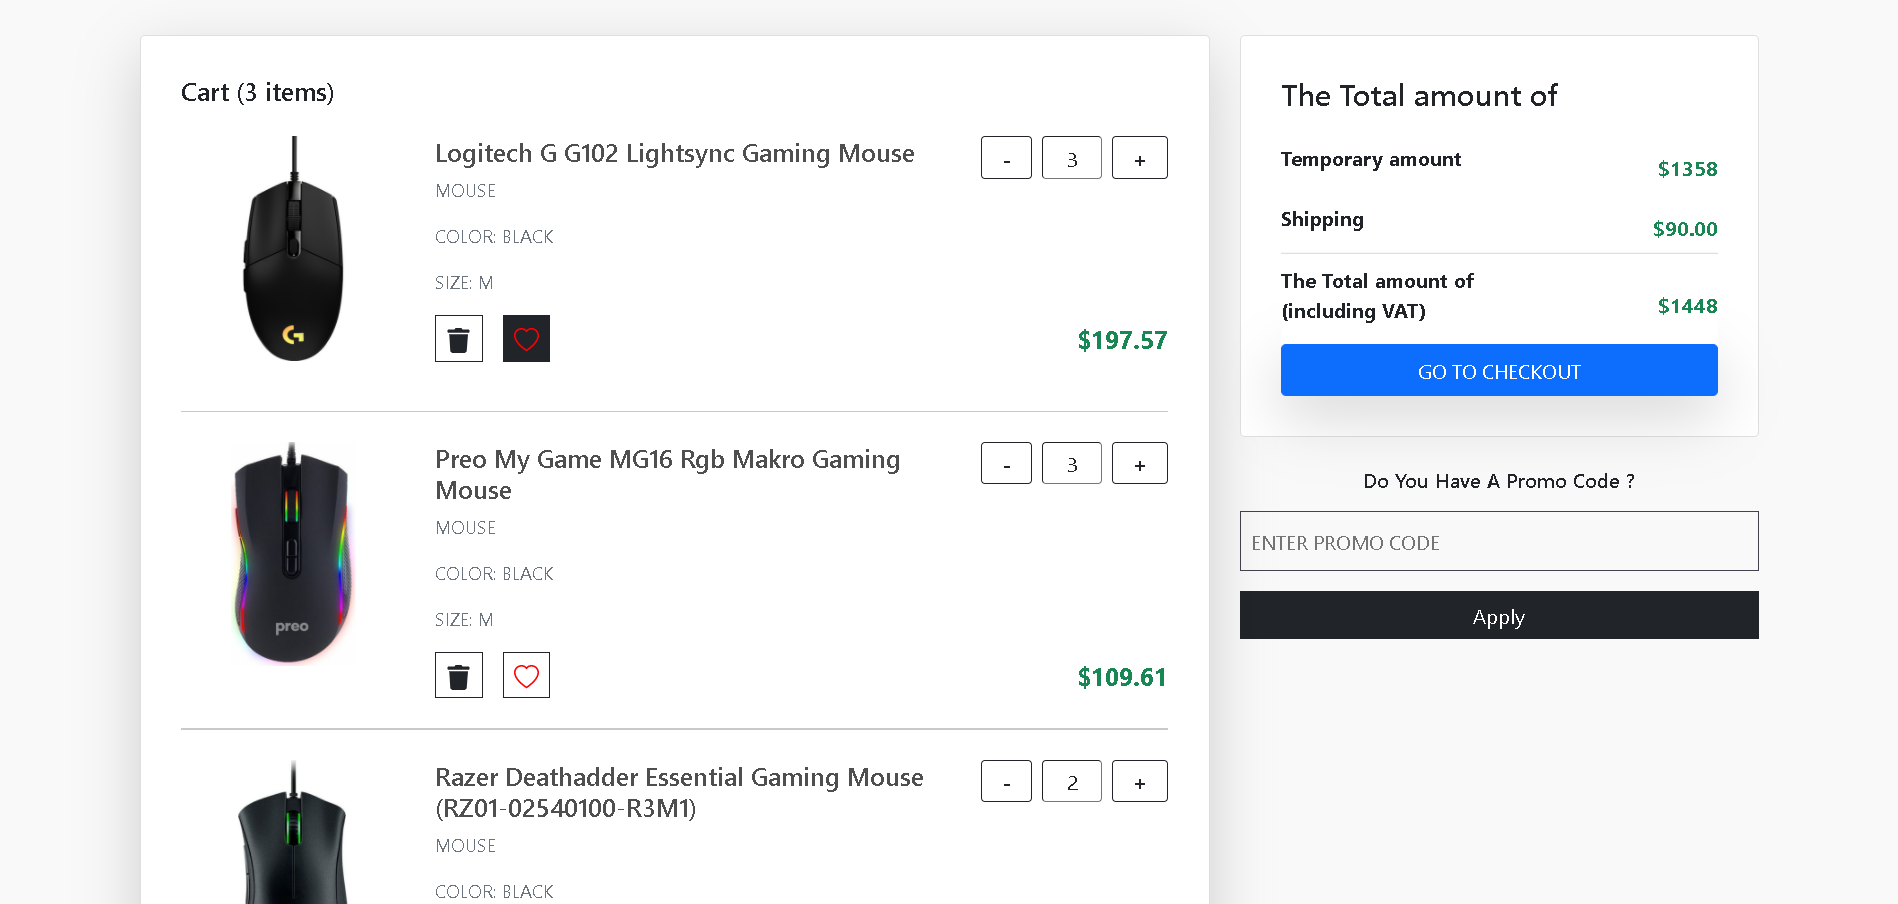 Cart (3 items)
Logitech G G102 Lightsync Gaming Mouse
- 3 +
MOUSE
COLOR: BLACK
SIZE: M
$197.57
Preo My Game MG16 Rgb Makro Gaming
Mouse
- 3 +
MOUSE
COLOR: BLACK
SIZE: M
preo
$109.61
Razer Deathadder Essential Gaming Mouse
(RZ01-02540100-R3M1)
- 2 +
MOUSE
COLOR: BLACK
The Total amount of
Temporary amount
$1358
Shipping
$90.00
The Total amount of
(including VAT)
$1448
GO TO CHECKOUT
Do You Have A Promo Code ?
ENTER PROMO CODE
Apply